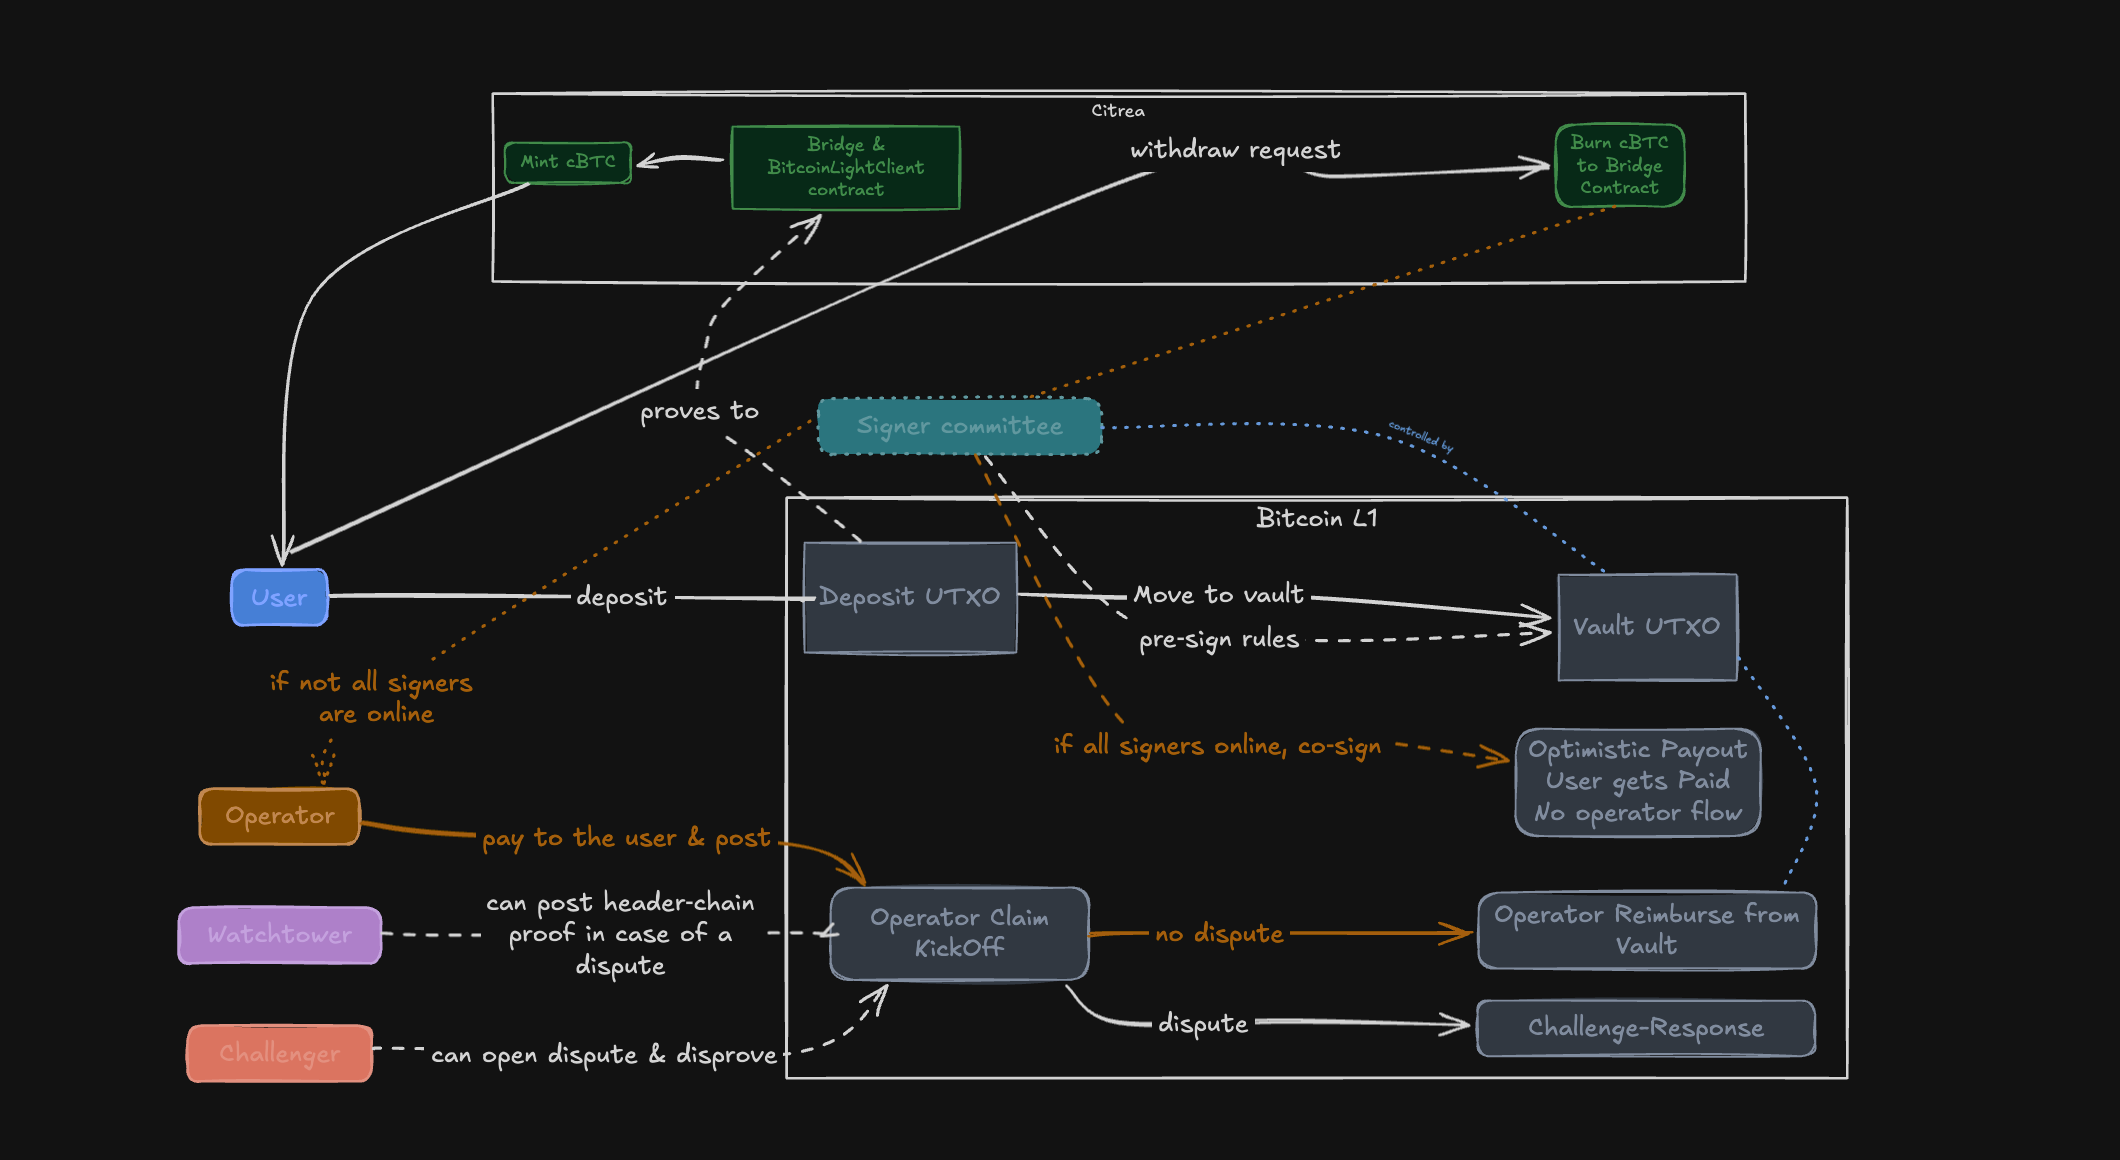 Citrea
Mint cBTC
Bridge &
BitcoinLightClient
contract
withdraw request
Burn cBTC
to Bridge
Contract
proves to
Signer committee
controlled by
Bitcoin L1
User
deposit
Deposit UTXO
Move to vault
pre-sign rules
Vault UTXO
if not all signers
are online
if all signers online, co-sign
Optimistic Payout
User gets Paid
No operator flow
Operator
pay to the user & post
Watchtower
can post header-chain
proof in case of a
dispute
Operator Claim
KickOff
no dispute
Operator Reimburse from
Vault
Challenger
can open dispute & disprove
dispute
Challenge-Response